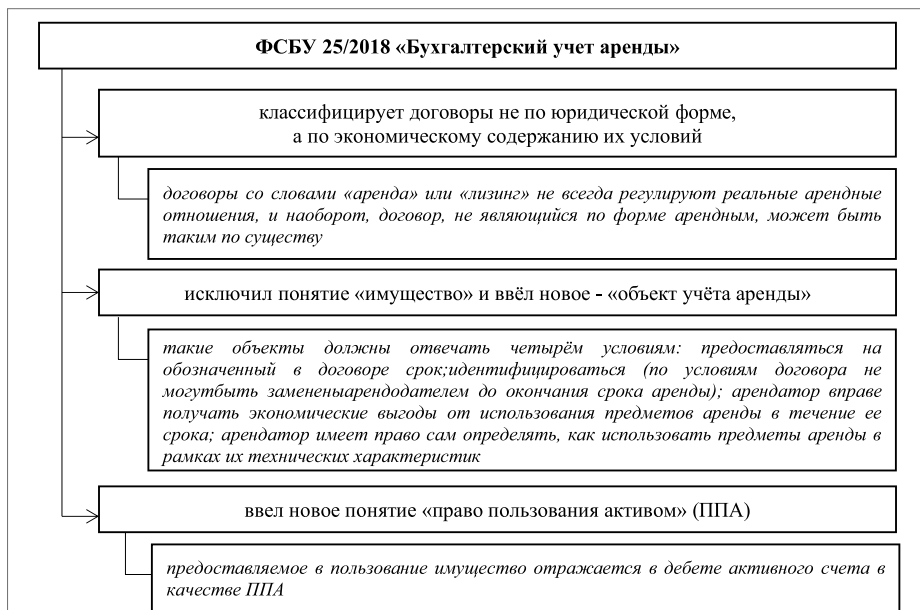 ФСБУ 25/2018 «Бухгалтерский учет аренды»
классифицирует договоры не по юридической форме,
а по экономическому содержанию их условий
договоры со словами «аренда» или «лизинг» не всегда регулируют реальные арендные
отношения, и наоборот, договор, не являющийся по форме арендным, может быть
таким по существу
исключил понятие «имущество» и ввёл новое - «объект учёта аренды»
такие объекты должны отвечать четырём условиям: предоставляться на
обозначенный в договоре срок;идентифицироваться (по условиям договора не
могутбыть замененыарендодателем до окончания срока аренды); арендатор вправе
получать экономические выгоды от использования предметов аренды в течение ее
срока; арендатор имеет право сам определять, как использовать предметы аренды в
рамках их технических характеристик
ввел новое понятие «право пользования активом» (ППА)
предоставляемое в пользование имущество отражается в дебете активного счета в
качестве ППА